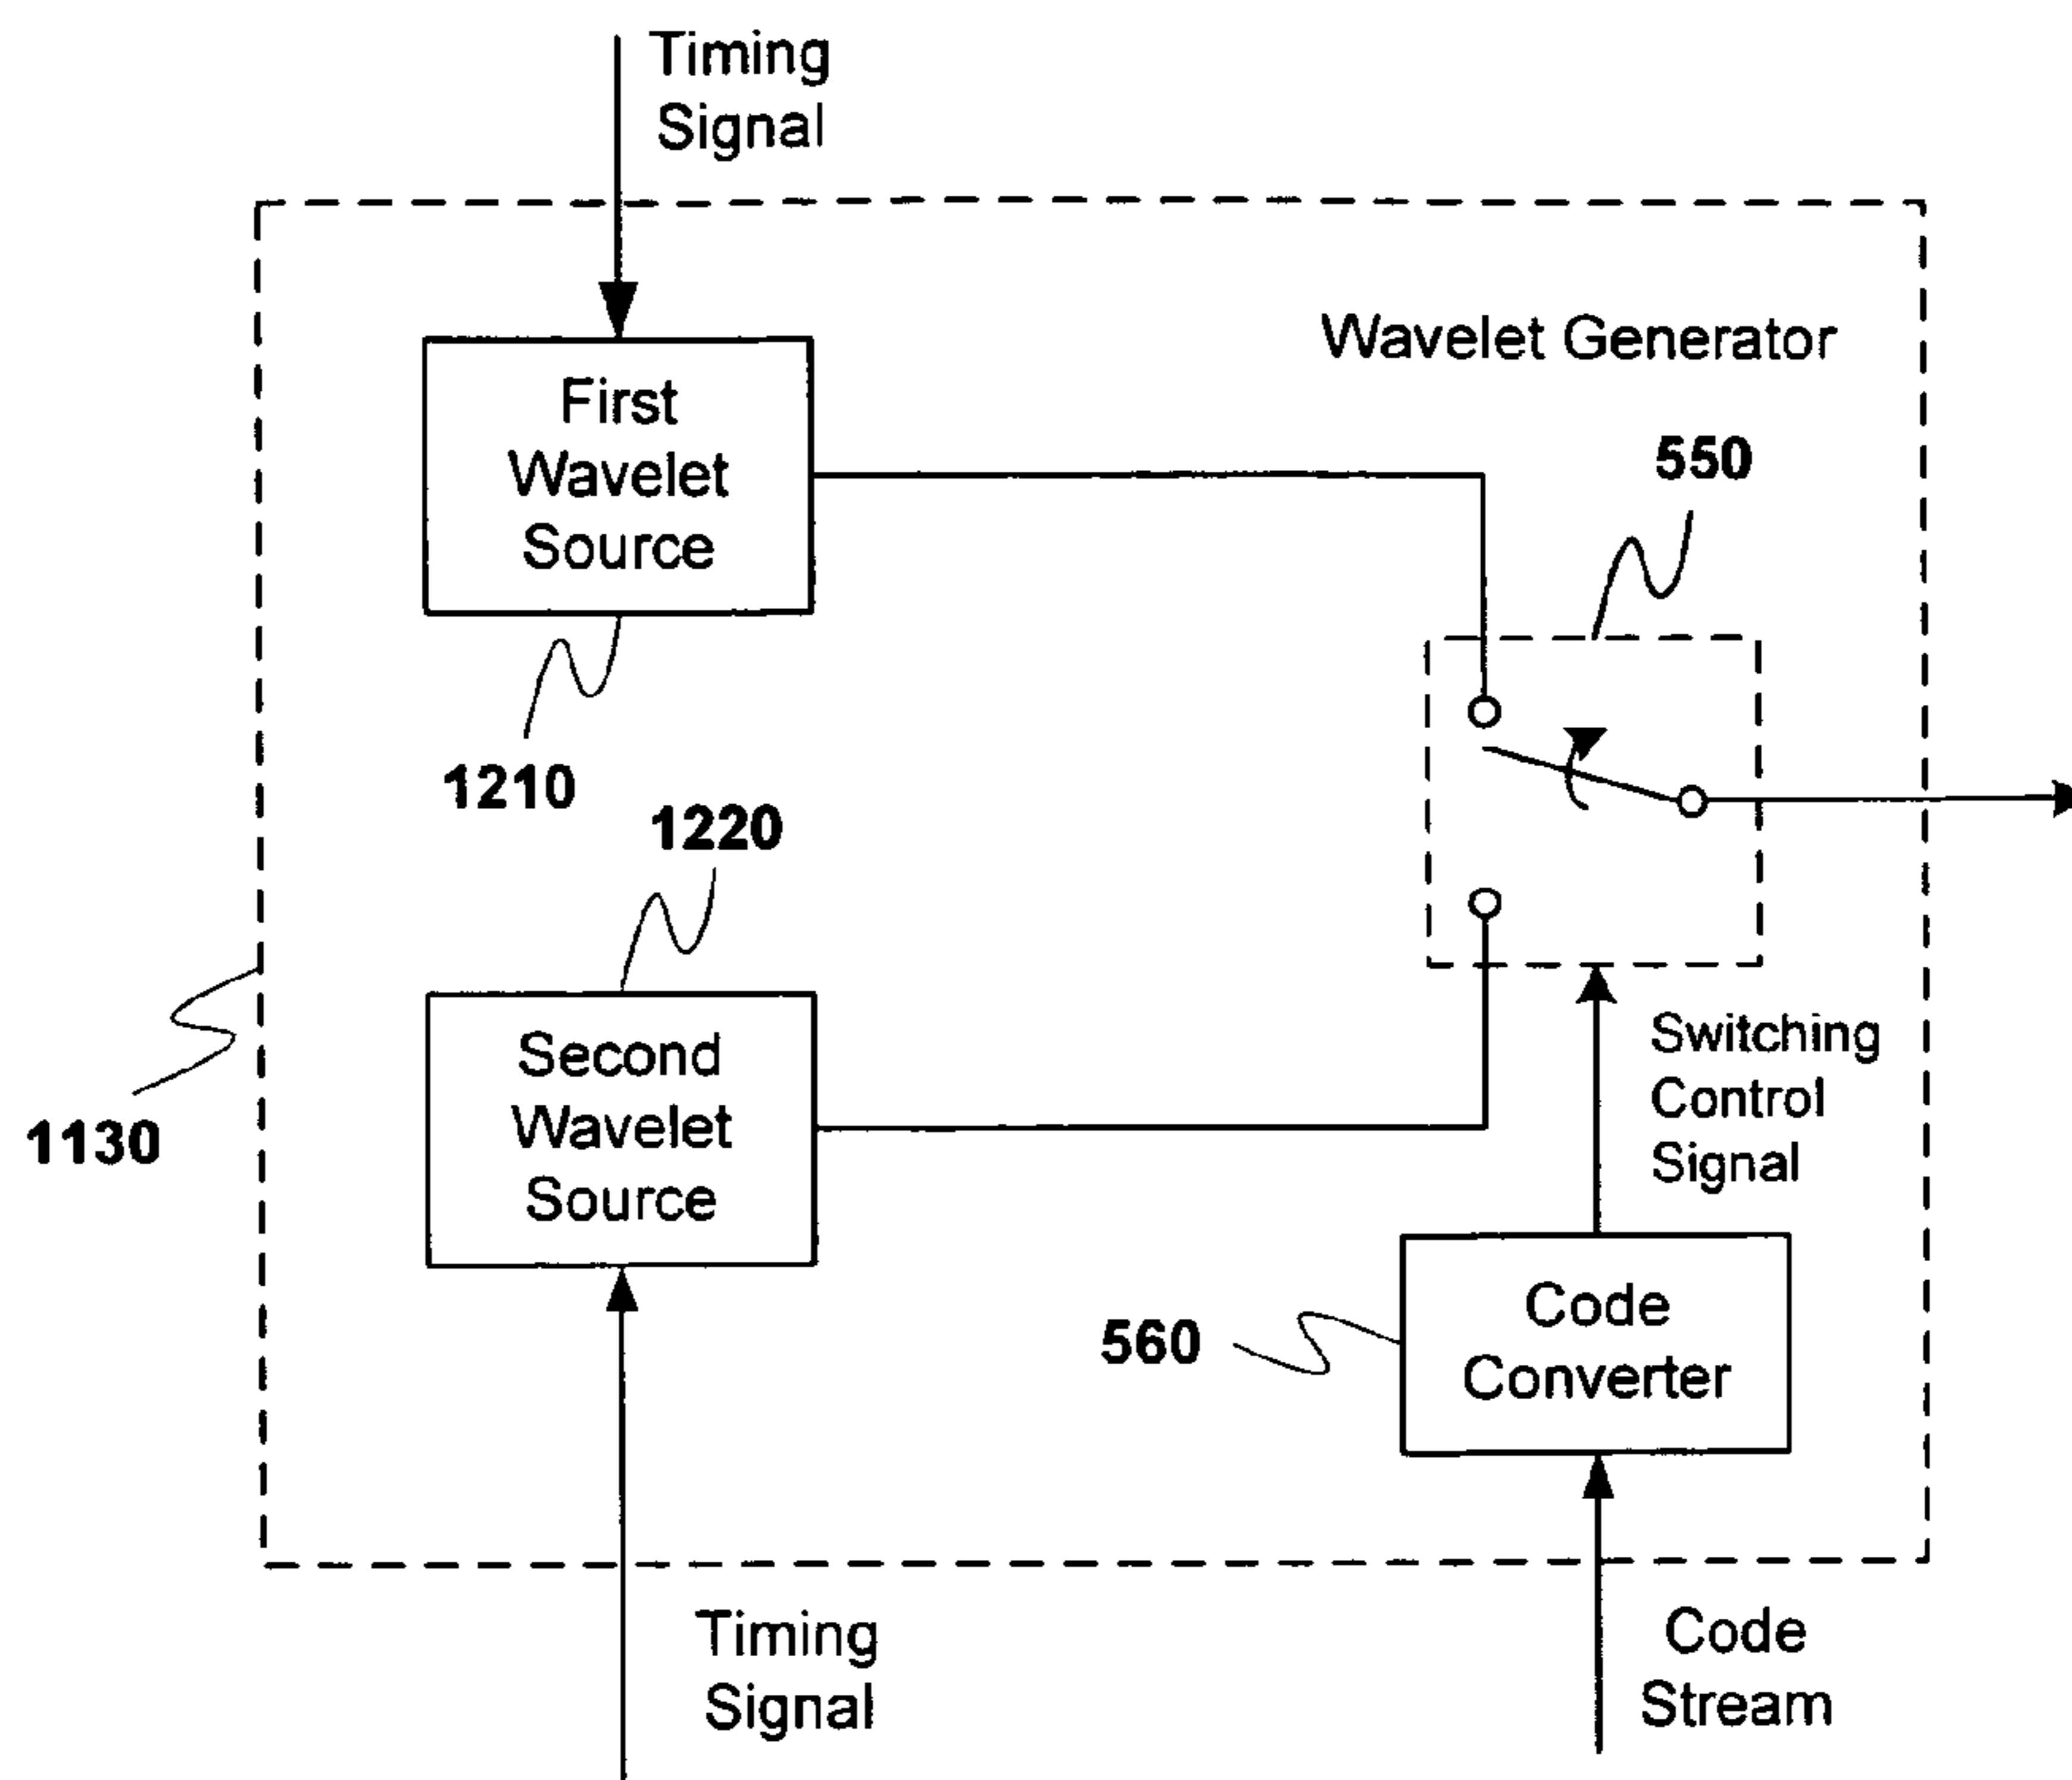 Timing
Signal
Wavelet Generator
First
Wavelet
Source
550
1210
1220
Second
Wavelet
Source
Switching
Control
Signal
1130
560
Code
Converter
Timing
Signal
Code
Stream